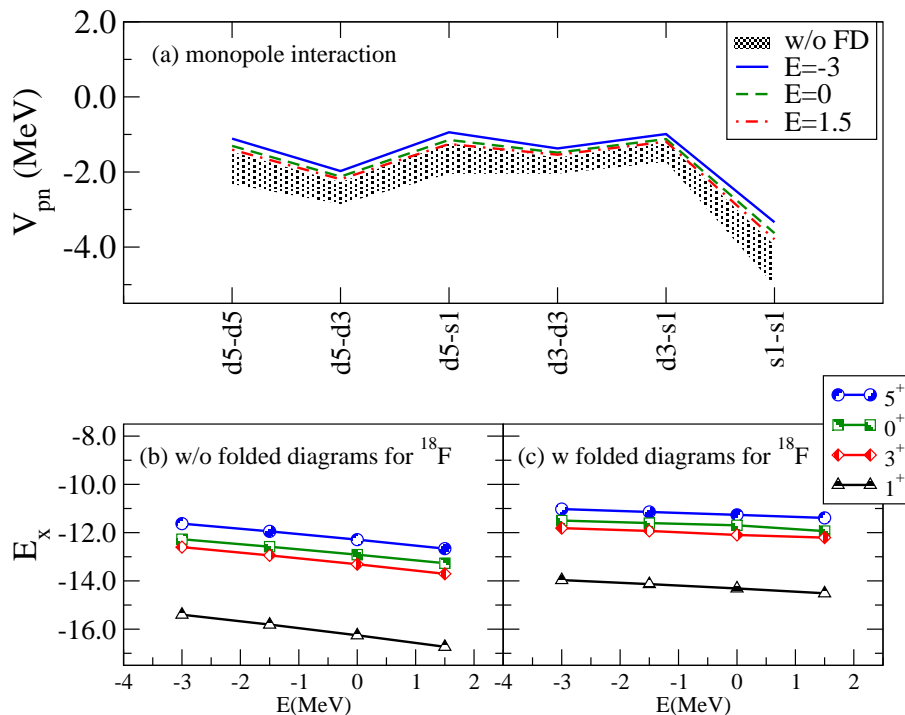 2.0
0.0
-2.0
-4.0
V_pn (MeV)
(a) monopole interaction
w/o FD
E=-3
E=0
E=1.5
d5-d5
d5-d3
d5-s1
d3-d3
d3-s1
s1-s1
5^+
0^+
3^+
1^+
-8.0
-10.0
-12.0
-14.0
-16.0
E_x
(b) w/o folded diagrams for ^18F
(c) w folded diagrams for ^18F
-4 -3 -2 -1 0 1 2
-4 -3 -2 -1 0 1 2
E(MeV)
E(MeV)